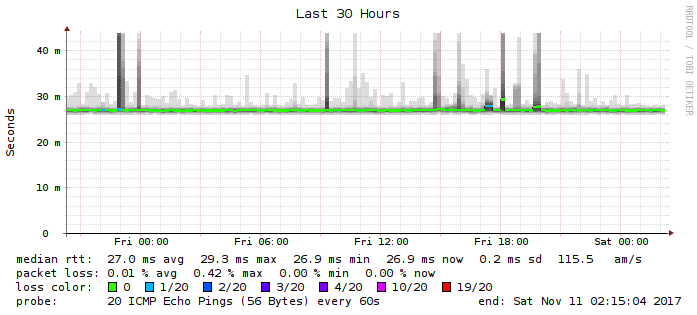 Last 30 Hours
RRDTOOL / TOBI OETIKER
Seconds
40 m
30 m
20 m
10 m
0
Fri 00:00 Fri 06:00 Fri 12:00 Fri 18:00 Sat 00:00
median rtt: 27.0 ms avg 29.3 ms max 26.9 ms min 26.9 ms now 0.2 ms sd 115.5 am/s
packet loss: 0.01 % avg 0.42 % max 0.00 % min 0.00 % now
loss color: 0 1/20 2/20 3/20 4/20 10/20 19/20
probe: 20 ICMP Echo Pings (56 Bytes) every 60s end: Sat Nov 11 02:15:04 2017